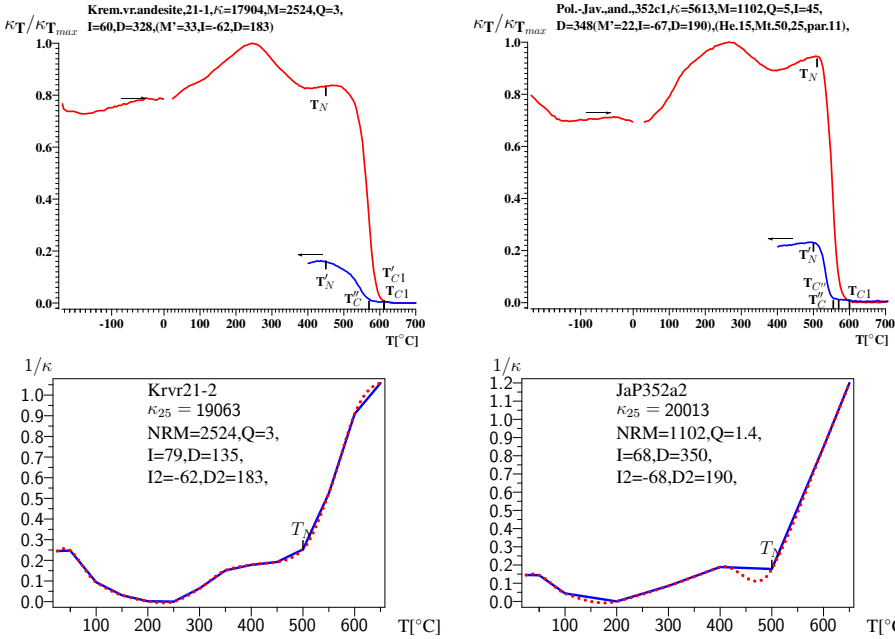 Krem.vr.andesite,21-1,κ=17904,M=2524,Q=3,
I=60,D=328,(M'=33,I=-62,D=183)
κT/κTmax
1.0
0.8
0.6
0.4
0.2
0.0
TN
T'N
T''C
T'C1
TC1
-100 0 100 200 300 400 500 600 700
T[°C]
Pol.-Jav.,and.,352c1,κ=5613,M=1102,Q=5,I=45,
D=348(M'=22,I=-67,D=190),(He.15,Mt.50,25,par.11),
κT/κTmax
1.0
0.8
0.6
0.4
0.2
0.0
TN
T'N
TC''
T''C
TC1
-100 0 100 200 300 400 500 600 700
T[°C]
1/κ
1.0
0.9
0.8
0.7
0.6
0.5
0.4
0.3
0.2
0.1
0.0
Krvr21-2
κ25 = 19063
NRM=2524,Q=3,
I=79,D=135,
I2=-62,D2=183,
TN
100 200 300 400 500 600 T[°C]
1/κ
1.2
1.1
1.0
0.9
0.8
0.7
0.6
0.5
0.4
0.3
0.2
0.1
0.0
JaP352a2
κ25 = 20013
NRM=1102,Q=1.4,
I=68,D=350,
I2=-68,D2=190,
TN
100 200 300 400 500 600 T[°C